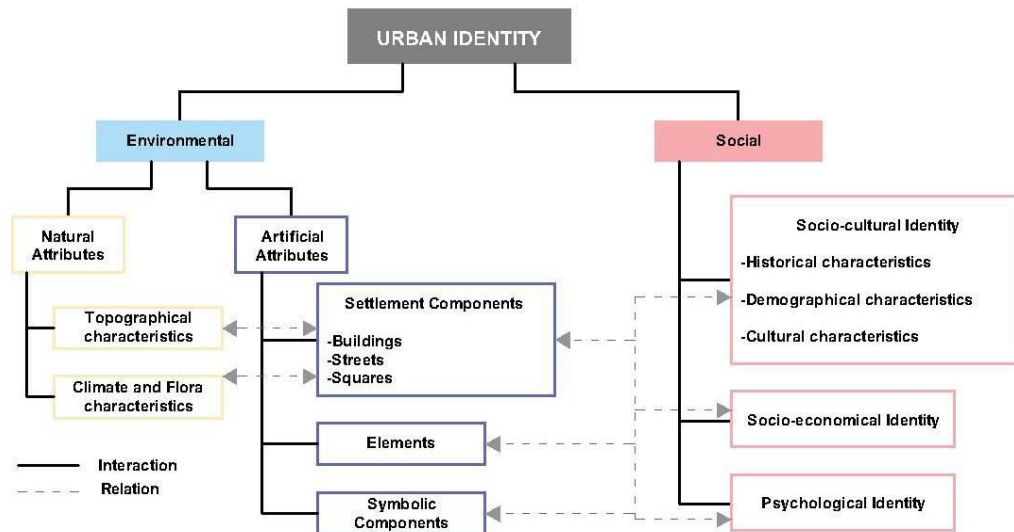 URBAN IDENTITY
Environmental
Social
Natural
Attributes
Artificial
Attributes
Topographical
characteristics
Climate and Flora
characteristics
Settlement Components
-Buildings
-Streets
-Squares
Elements
Symbolic
Components
Socio-cultural Identity
-Historical characteristics
-Demographical characteristics
-Cultural characteristics
Socio-economical Identity
Psychological Identity
Interaction
Relation